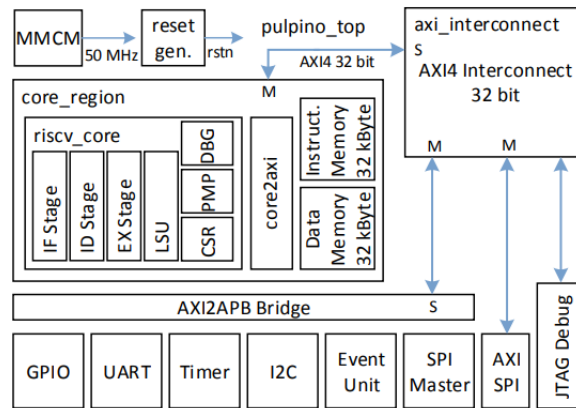 MMCM
50 MHz
reset
gen.
rstn
pulpino_top
AXI4 32 bit
axi_interconnect
S
AXI4 Interconnect
32 bit
M
M
core_region
M
riscv_core
IF Stage
ID Stage
EX Stage
LSU
DBG
PMP
CSR
core2axi
Instruct.
Memory
32 kByte
Data
Memory
32 kByte
AXI2APB Bridge
S
GPIO
UART
Timer
I2C
Event
Unit
SPI
Master
AXI
SPI
JTAG Debug